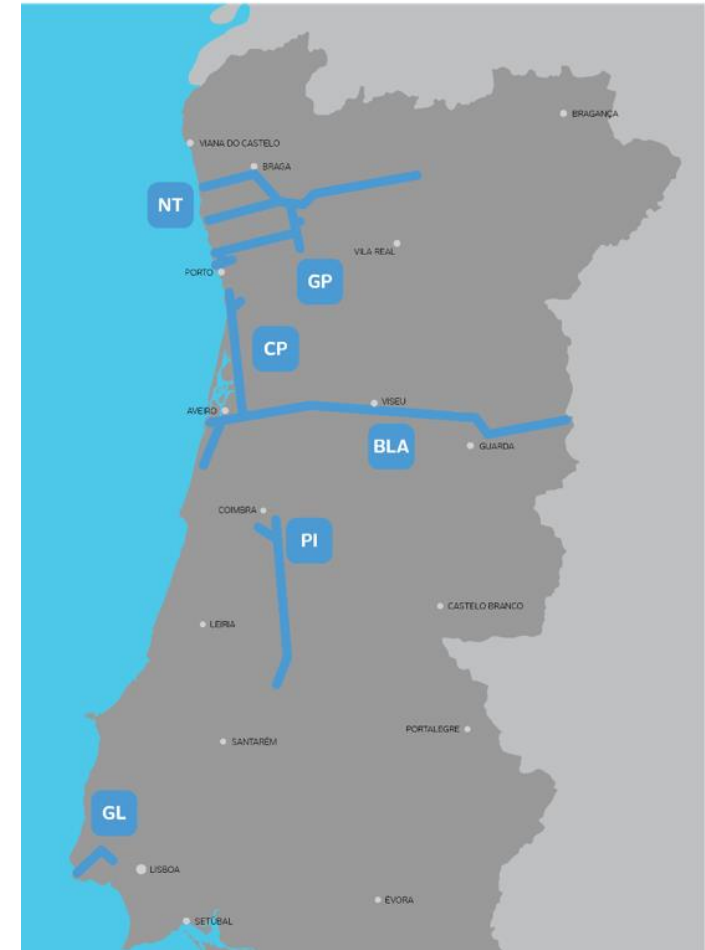 BRAGANÇA
VIANA DO CASTELO
BRAGA
NT
VILA REAL
PORTO
GP
CP
VISEU
AVEIRO
BLA
GUARDA
COIMBRA
PI
CASTELO BRANCO
LEIRIA
PORTALEGRE
SANTARÉM
GL
LISBOA
ÉVORA
SETÚBAL